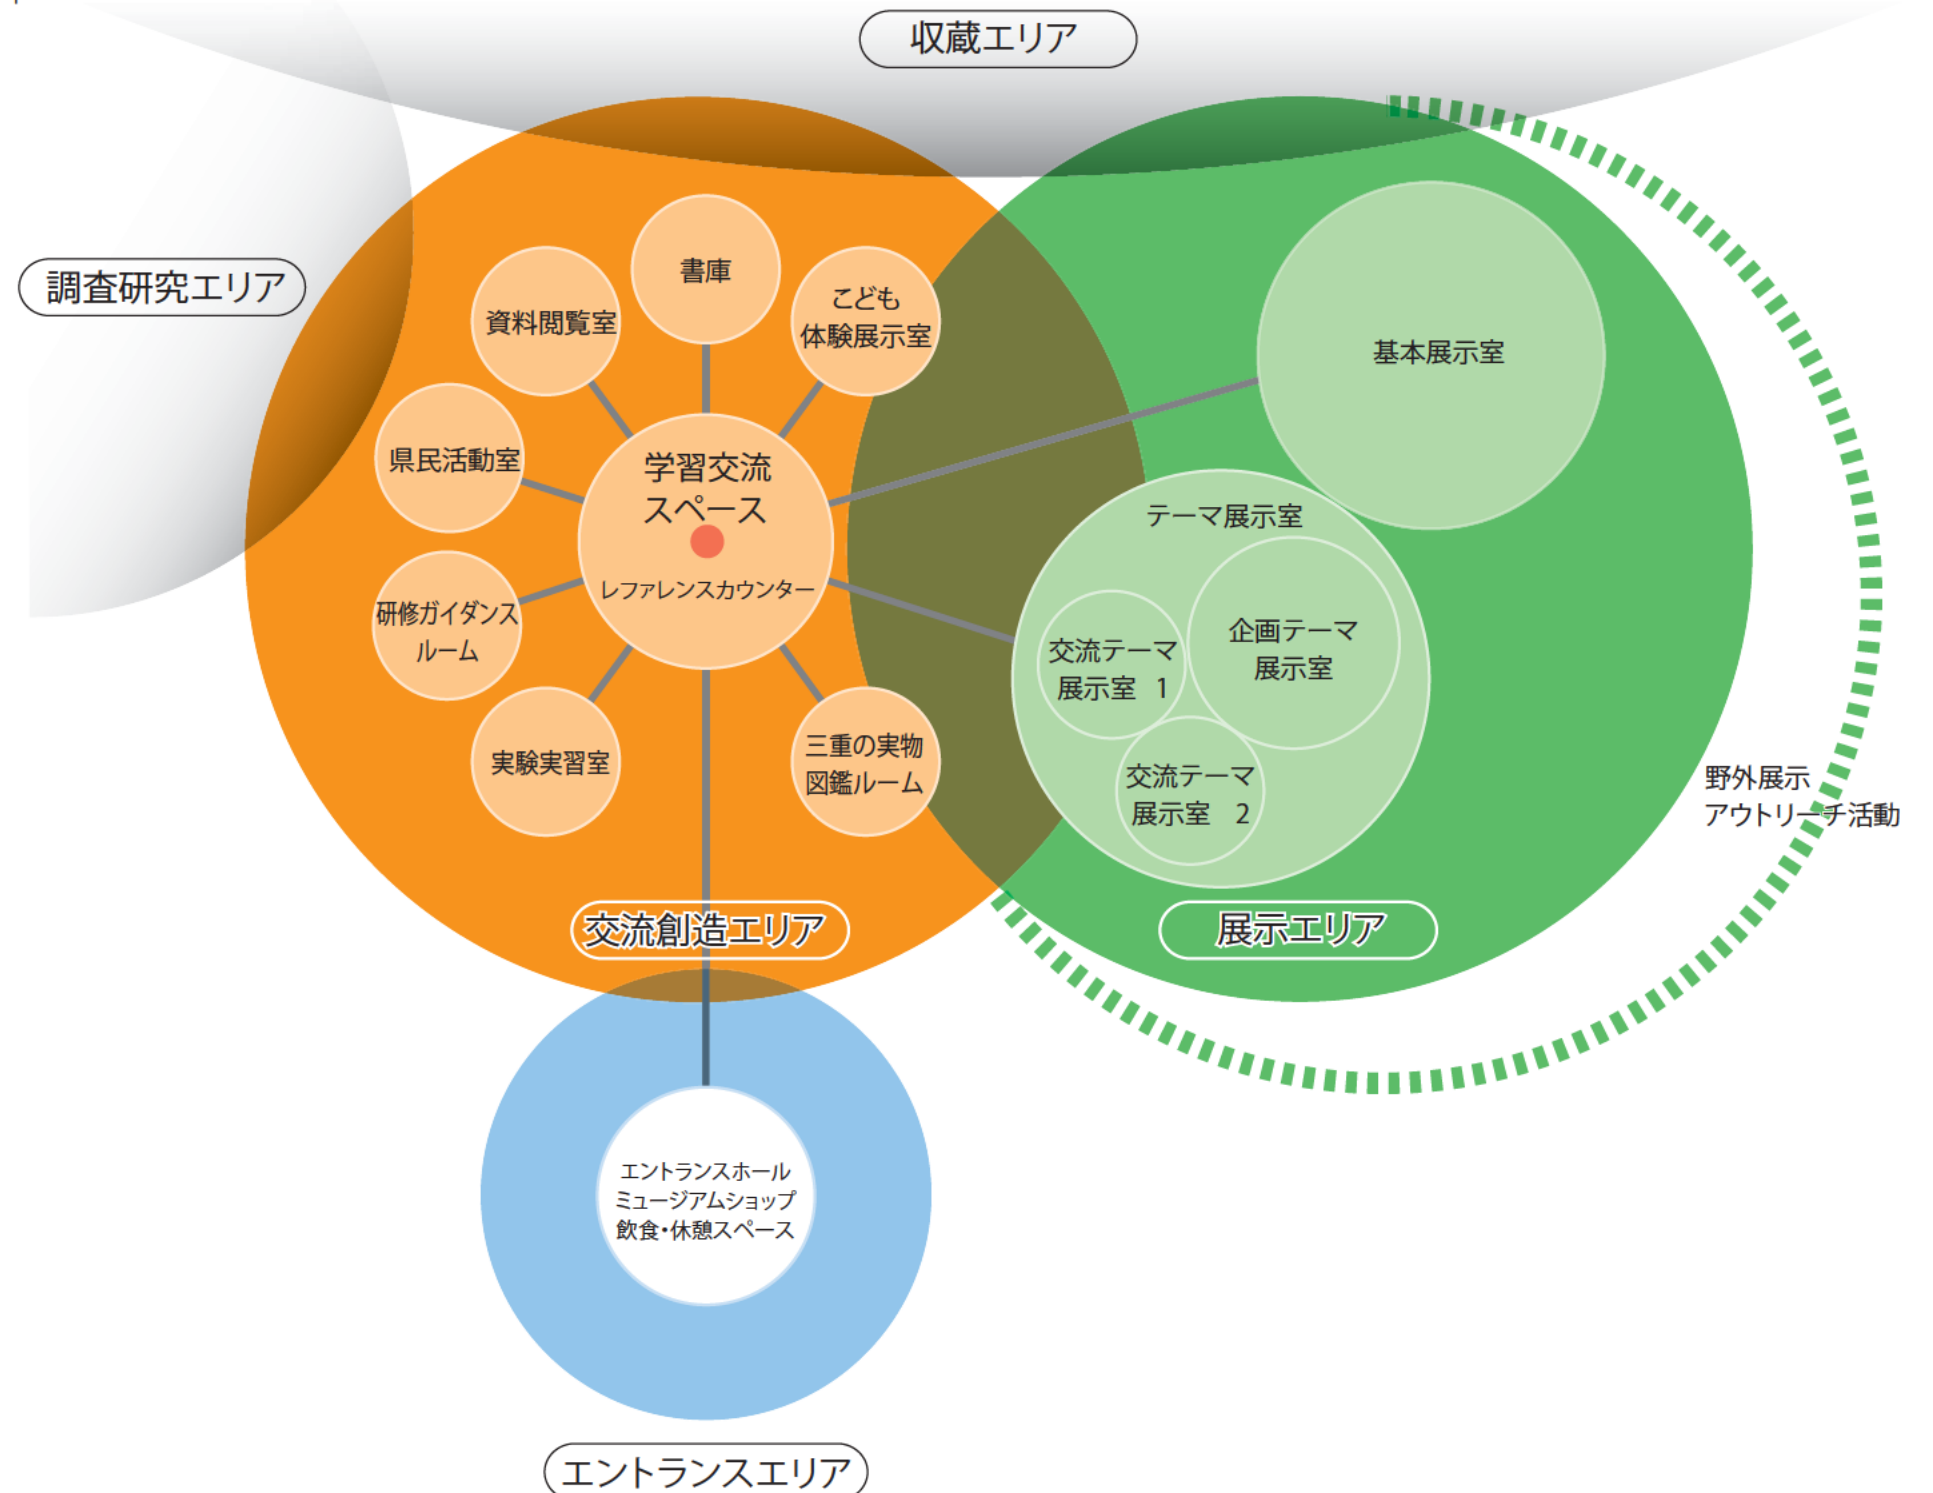 収蔵エリア
調査研究エリア
書庫
資料閲覧室
こども
体験展示室
県民活動室
学習交流
スペース
レファレンスカウンター
研修ガイダンス
ルーム
実験実習室
三重の実物
図鑑ルーム
交流創造エリア
基本展示室
テーマ展示室
企画テーマ
展示室
交流テーマ
展示室 1
交流テーマ
展示室 2
展示エリア
野外展示
アウトリーチ活動
エントランスホール
ミュージアムショップ
飲食・休憩スペース
エントランスエリア